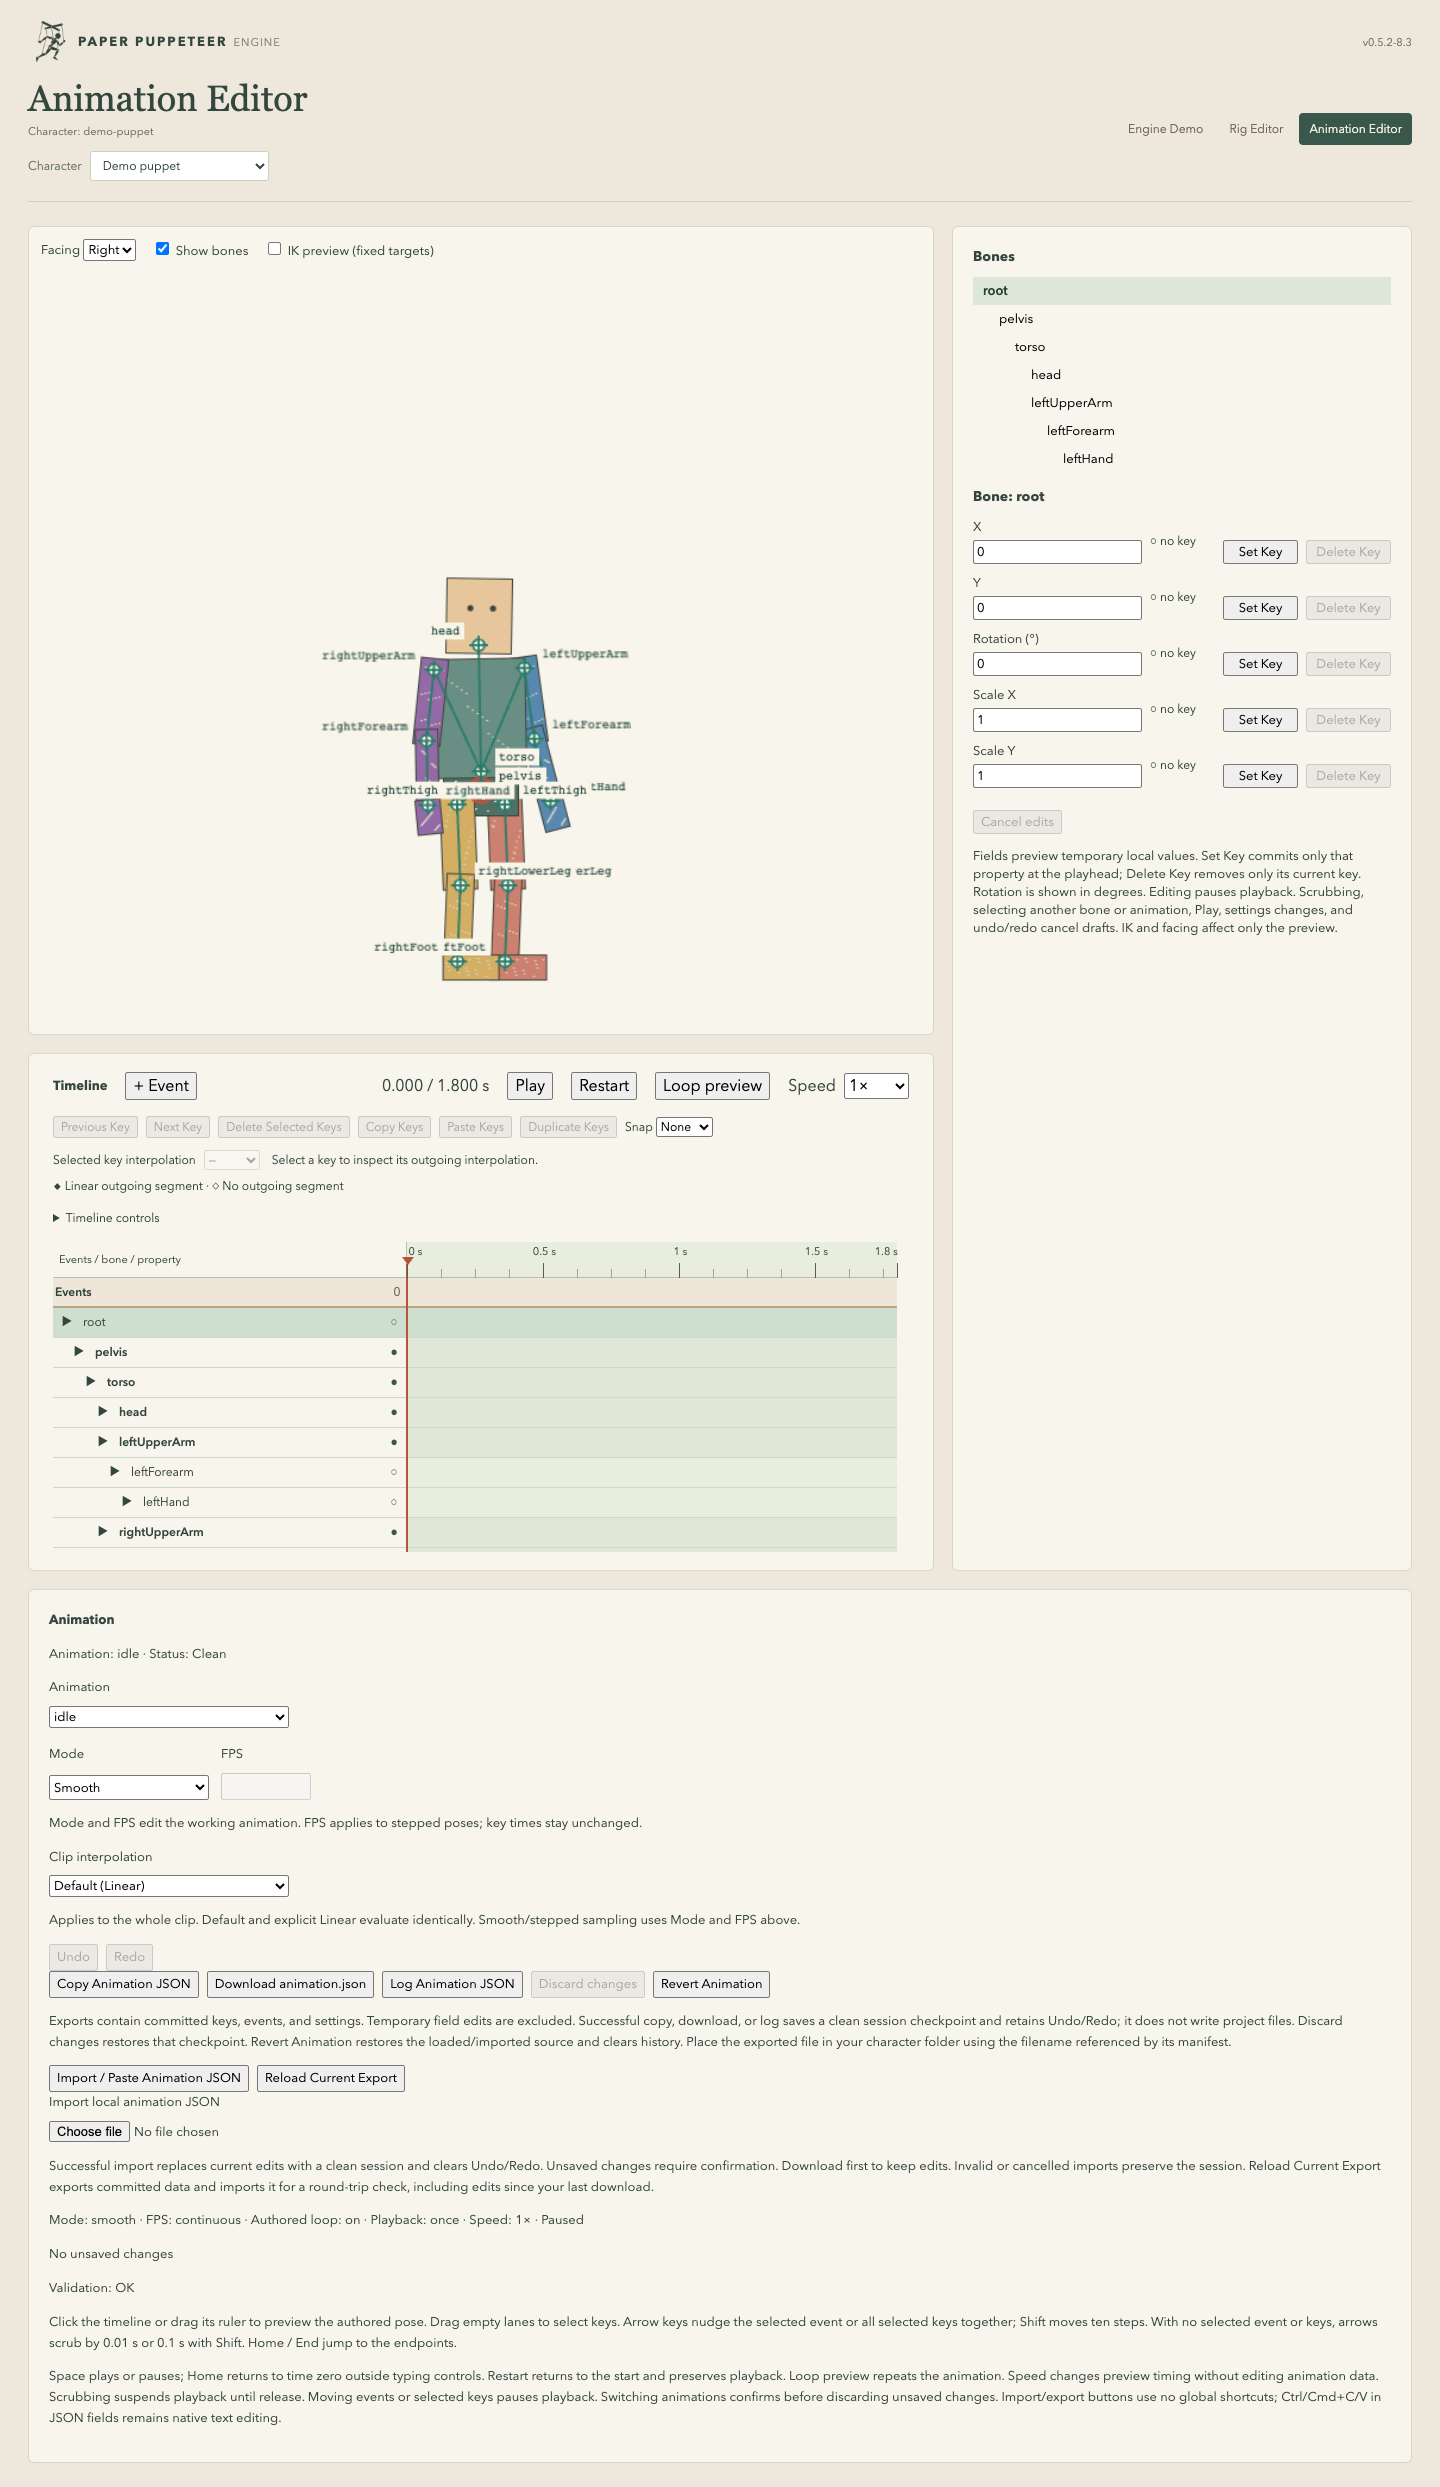 PAPER PUPPETEER ENGINE
v0.5.2-8.3
Animation Editor
Character: demo-puppet
Engine Demo Rig Editor Animation Editor
Character Demo puppet
Facing Right Show bones IK preview (fixed targets)
head
rightUpperArm leftUpperArm
rightForearm leftForearm
torso
pelvis
rightThigh rightHand leftThigh tHand
rightLowerLeg erLeg
rightFoot ftFoot
Bones
root
pelvis
torso
head
leftUpperArm
leftForearm
leftHand
Bone: root
X
0 ○ no key Set Key Delete Key
Y
0 ○ no key Set Key Delete Key
Rotation (°)
0 ○ no key Set Key Delete Key
Scale X
1 ○ no key Set Key Delete Key
Scale Y
1 ○ no key Set Key Delete Key
Cancel edits
Fields preview temporary local values. Set Key commits only that
property at the playhead; Delete Key removes only its current key.
Rotation is shown in degrees. Editing pauses playback. Scrubbing,
selecting another bone or animation, Play, settings changes, and
undo/redo cancel drafts. IK and facing affect only the preview.
Timeline + Event 0.000 / 1.800 s Play Restart Loop preview Speed 1×
Previous Key Next Key Delete Selected Keys Copy Keys Paste Keys Duplicate Keys Snap None
Selected key interpolation – Select a key to inspect its outgoing interpolation.
◆ Linear outgoing segment · ◇ No outgoing segment
▶ Timeline controls
Events / bone / property 0 s 0.5 s 1 s 1.5 s 1.8 s
Events 0
▶ root ○
▶ pelvis ●
▶ torso ●
▶ head ●
▶ leftUpperArm ●
▶ leftForearm ○
▶ leftHand ○
▶ rightUpperArm ●
Animation
Animation: idle · Status: Clean
Animation
idle
Mode FPS
Smooth
Mode and FPS edit the working animation. FPS applies to stepped poses; key times stay unchanged.
Clip interpolation
Default (Linear)
Applies to the whole clip. Default and explicit Linear evaluate identically. Smooth/stepped sampling uses Mode and FPS above.
Undo Redo
Copy Animation JSON Download animation.json Log Animation JSON Discard changes Revert Animation
Exports contain committed keys, events, and settings. Temporary field edits are excluded. Successful copy, download, or log saves a clean session checkpoint and retains Undo/Redo; it does not write project files. Discard
changes restores that checkpoint. Revert Animation restores the loaded/imported source and clears history. Place the exported file in your character folder using the filename referenced by its manifest.
Import / Paste Animation JSON Reload Current Export
Import local animation JSON
Choose file No file chosen
Successful import replaces current edits with a clean session and clears Undo/Redo. Unsaved changes require confirmation. Download first to keep edits. Invalid or cancelled imports preserve the session. Reload Current Export
exports committed data and imports it for a round-trip check, including edits since your last download.
Mode: smooth · FPS: continuous · Authored loop: on · Playback: once · Speed: 1× · Paused
No unsaved changes
Validation: OK
Click the timeline or drag its ruler to preview the authored pose. Drag empty lanes to select keys. Arrow keys nudge the selected event or all selected keys together; Shift moves ten steps. With no selected event or keys, arrows
scrub by 0.01 s or 0.1 s with Shift. Home / End jump to the endpoints.
Space plays or pauses; Home returns to time zero outside typing controls. Restart returns to the start and preserves playback. Loop preview repeats the animation. Speed changes preview timing without editing animation data.
Scrubbing suspends playback until release. Moving events or selected keys pauses playback. Switching animations confirms before discarding unsaved changes. Import/export buttons use no global shortcuts; Ctrl/Cmd+C/V in
JSON fields remains native text editing.